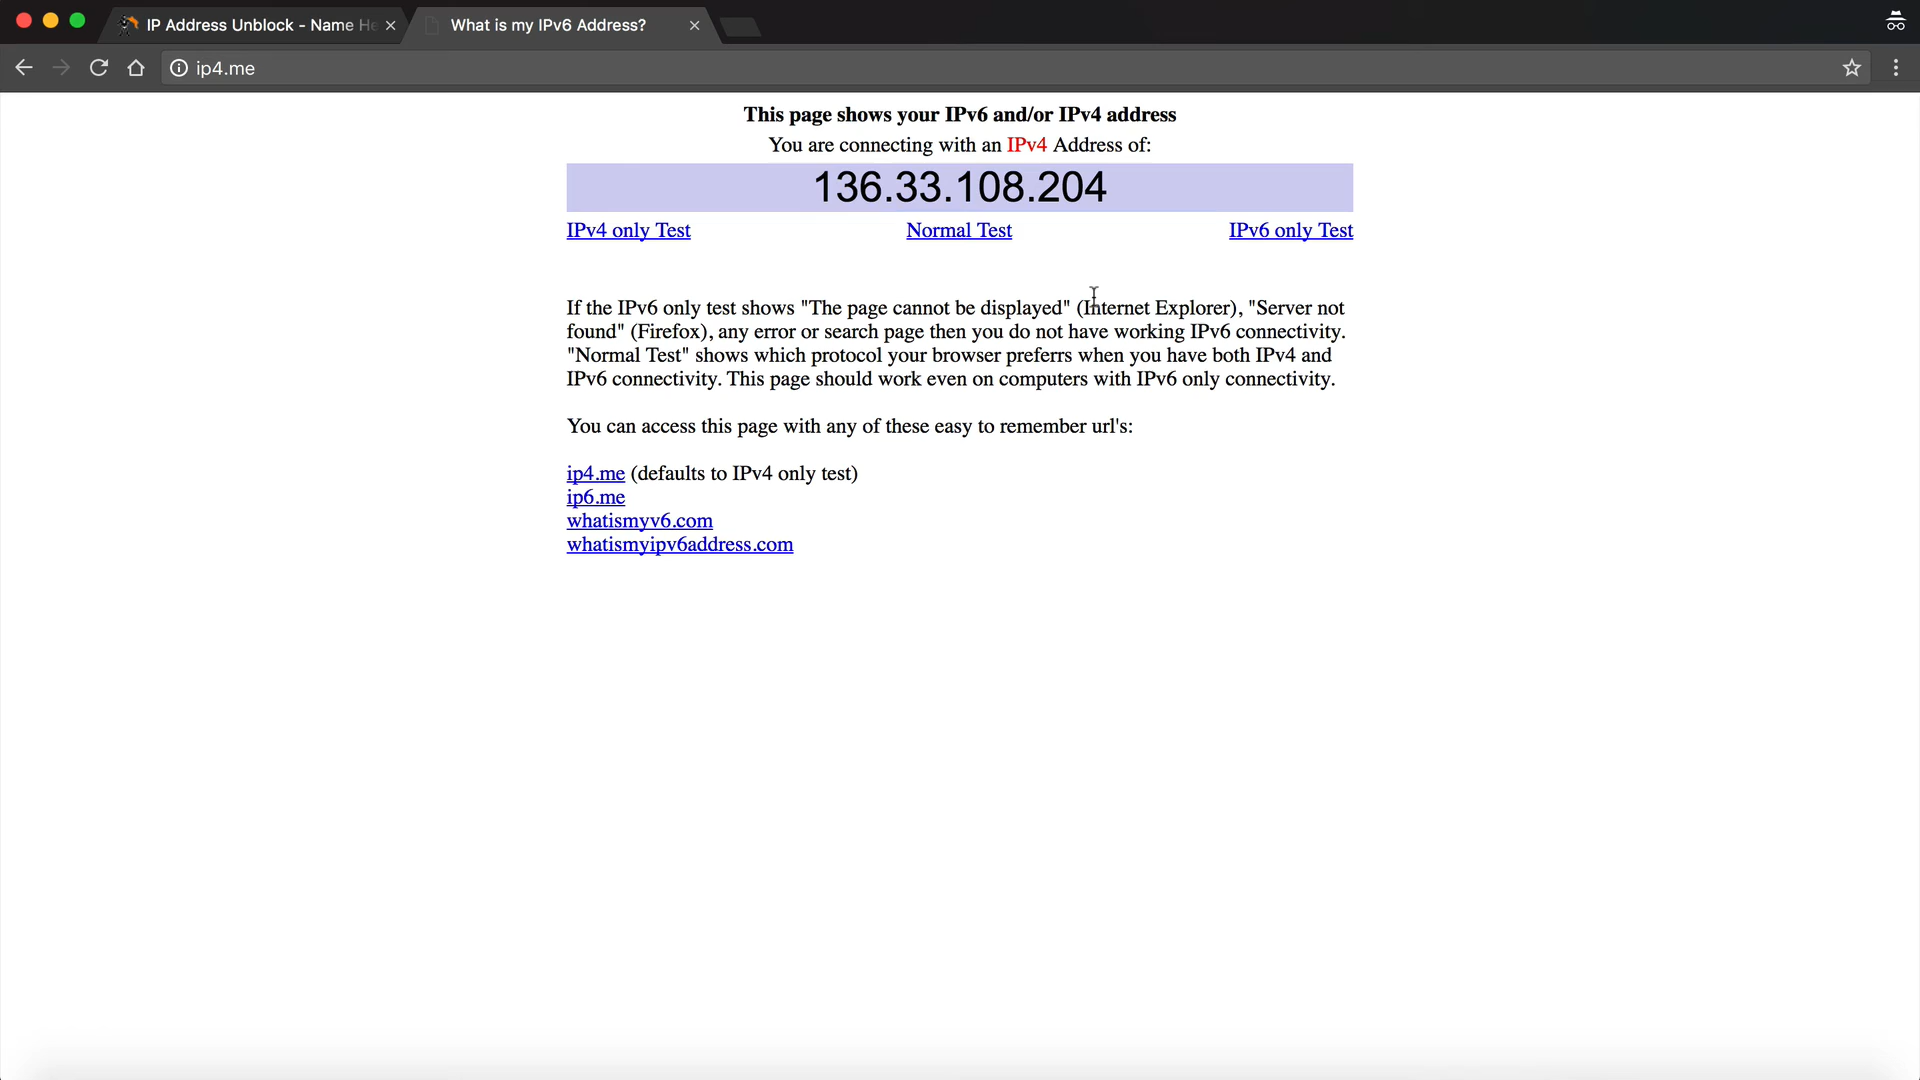 IP Address Unblock - Name He
What is my IPv6 Address?
ip4.me
This page shows your IPv6 and/or IPv4 address
You are connecting with an IPv4 Address of:
136.33.108.204
IPv4 only Test
Normal Test
IPv6 only Test
If the IPv6 only test shows "The page cannot be displayed" (Internet Explorer), "Server not
found" (Firefox), any error or search page then you do not have working IPv6 connectivity.
"Normal Test" shows which protocol your browser preferrs when you have both IPv4 and
IPv6 connectivity. This page should work even on computers with IPv6 only connectivity.
You can access this page with any of these easy to remember url's:
ip4.me (defaults to IPv4 only test)
ip6.me
whatismyv6.com
whatismyipv6address.com